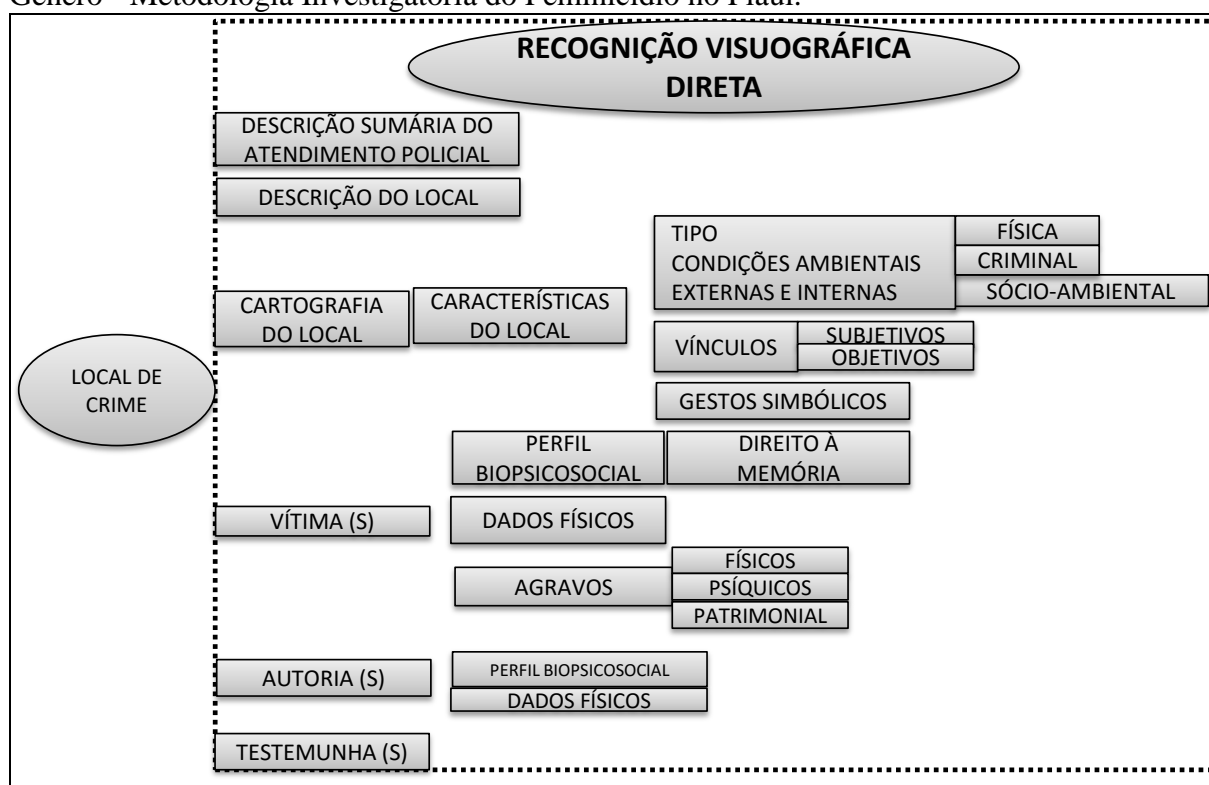 Gênero - Metodologia Investigatória do Feminicídio no Piauí.
RECOGNIÇÃO VISUOGRÁFICA
DIRETA
DESCRIÇÃO SUMÁRIA DO
ATENDIMENTO POLICIAL
DESCRIÇÃO DO LOCAL
TIPO
CONDIÇÕES AMBIENTAIS
EXTERNAS E INTERNAS
FÍSICA
CRIMINAL
SÓCIO-AMBIENTAL
CARTOGRAFIA
DO LOCAL
CARACTERÍSTICAS
DO LOCAL
VÍNCULOS
SUBJETIVOS
OBJETIVOS
LOCAL DE
CRIME
GESTOS SIMBÓLICOS
PERFIL
BIOPSICOSOCIAL
DIREITO À
MEMÓRIA
VÍTIMA (S)
DADOS FÍSICOS
AGRAVOS
FÍSICOS
PSÍQUICOS
PATRIMONIAL
AUTORIA (S)
PERFIL BIOPSICOSOCIAL
DADOS FÍSICOS
TESTEMUNHA (S)